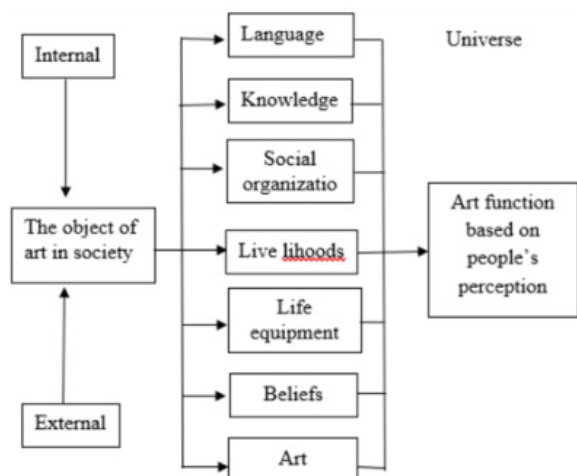 Internal
The object of
art in society
External
Language
Knowledge
Social
organizatio
Live lihoods
Life
equipment
Beliefs
Art
Universe
Art function
based on
people's
perception